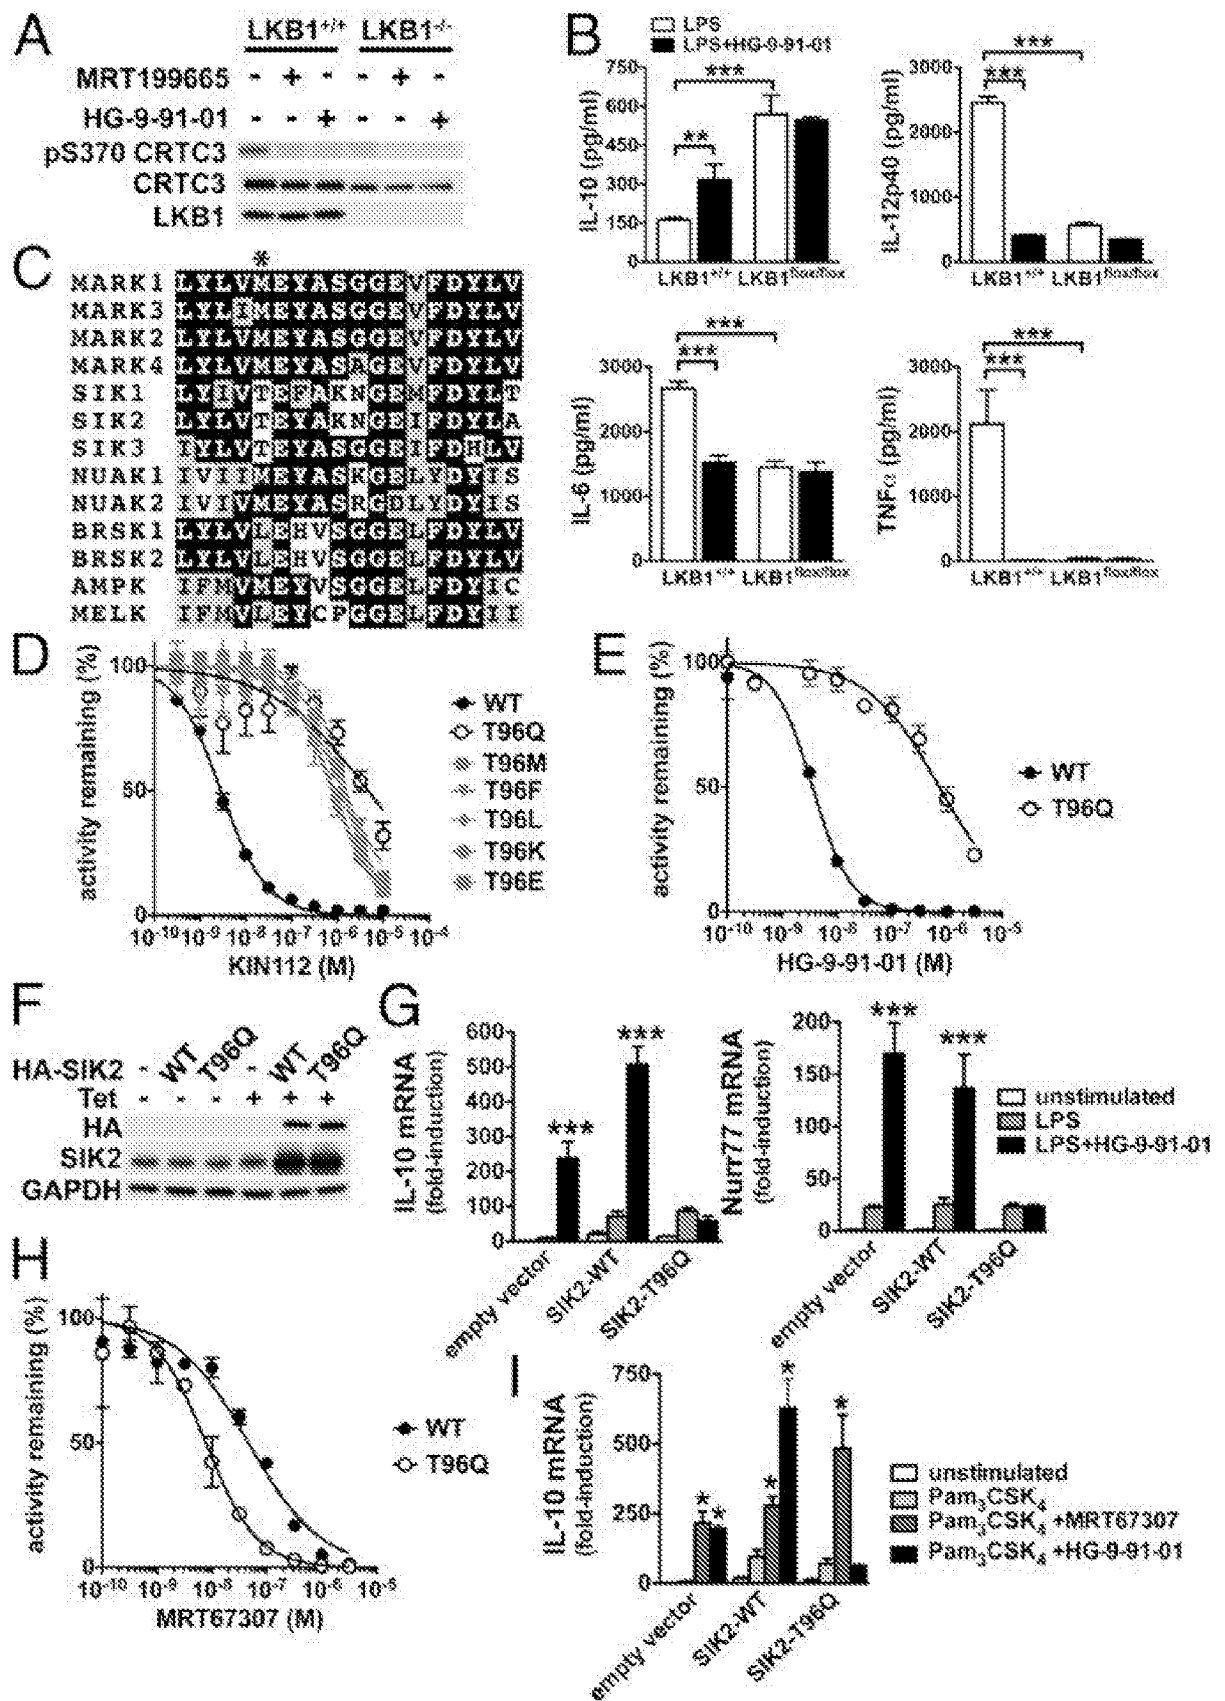 A
LKB1+/+ LKB1-/-
MRT199665 - + - - + -
HG-9-91-01 - - + - - +
pS370 CRTC3
CRTC3
LKB1
B
LPS
LPS+HG-9-91-01
IL-10 (pg/ml)
750
600
450
300
150
0
** ***
LKB1+/+ LKB1flox/flox
IL-12p40 (pg/ml)
3000
2000
1000
0
*** ***
LKB1+/+ LKB1flox/flox
IL-6 (pg/ml)
3000
2000
1000
0
*** ***
LKB1+/+ LKB1flox/flox
TNFα (pg/ml)
3000
2000
1000
0
*** ***
LKB1+/+ LKB1flox/flox
C
*
MARK1 LYLVMEYASGGEVFDYLV
MARK3 LYLIMEYASGGEVFDYLV
MARK2 LYLVMEYASGGEVFDYLV
MARK4 LYLVMEYASAGEVFDYLV
SIK1 LYIVTEFAKNGEMFDYLT
SIK2 LYLVTEYAKNGEIFDYLA
SIK3 IYLVTEYASGGEIFDHLV
NUAK1 IVIIMEYASKGELYDYIS
NUAK2 IVIVMEYASRGDLYDYIS
BRSK1 LYLVLEHVSGGELFDYLV
BRSK2 LYLVLEHVSGGELFDYLV
AMPK IFMVMEYVSGGELFDYIC
MELK IFMVLEYCPGGELFDYII
D
activity remaining (%)
100
50
0
10-10 10-9 10-8 10-7 10-6 10-5 10-4
KIN112 (M)
WT
T96Q
T96M
T96F
T96L
T96K
T96E
E
activity remaining (%)
100
50
0
10-10 10-9 10-8 10-7 10-6 10-5
HG-9-91-01 (M)
WT
T96Q
F
HA-SIK2 - WT T96Q - WT T96Q
Tet - - - + + +
HA
SIK2
GAPDH
G
IL-10 mRNA
(fold-induction)
600
500
400
300
200
100
0
*** ***
empty vector SIK2-WT SIK2-T96Q
Nurr77 mRNA
(fold-induction)
200
150
100
50
0
*** ***
empty vector SIK2-WT SIK2-T96Q
unstimulated
LPS
LPS+HG-9-91-01
H
activity remaining (%)
100
50
0
10-10 10-9 10-8 10-7 10-6 10-5
MRT67307 (M)
WT
T96Q
I
IL-10 mRNA
(fold-induction)
750
500
250
0
* * * * *
empty vector SIK2-WT SIK2-T96Q
unstimulated
Pam3CSK4
Pam3CSK4 +MRT67307
Pam3CSK4 +HG-9-91-01